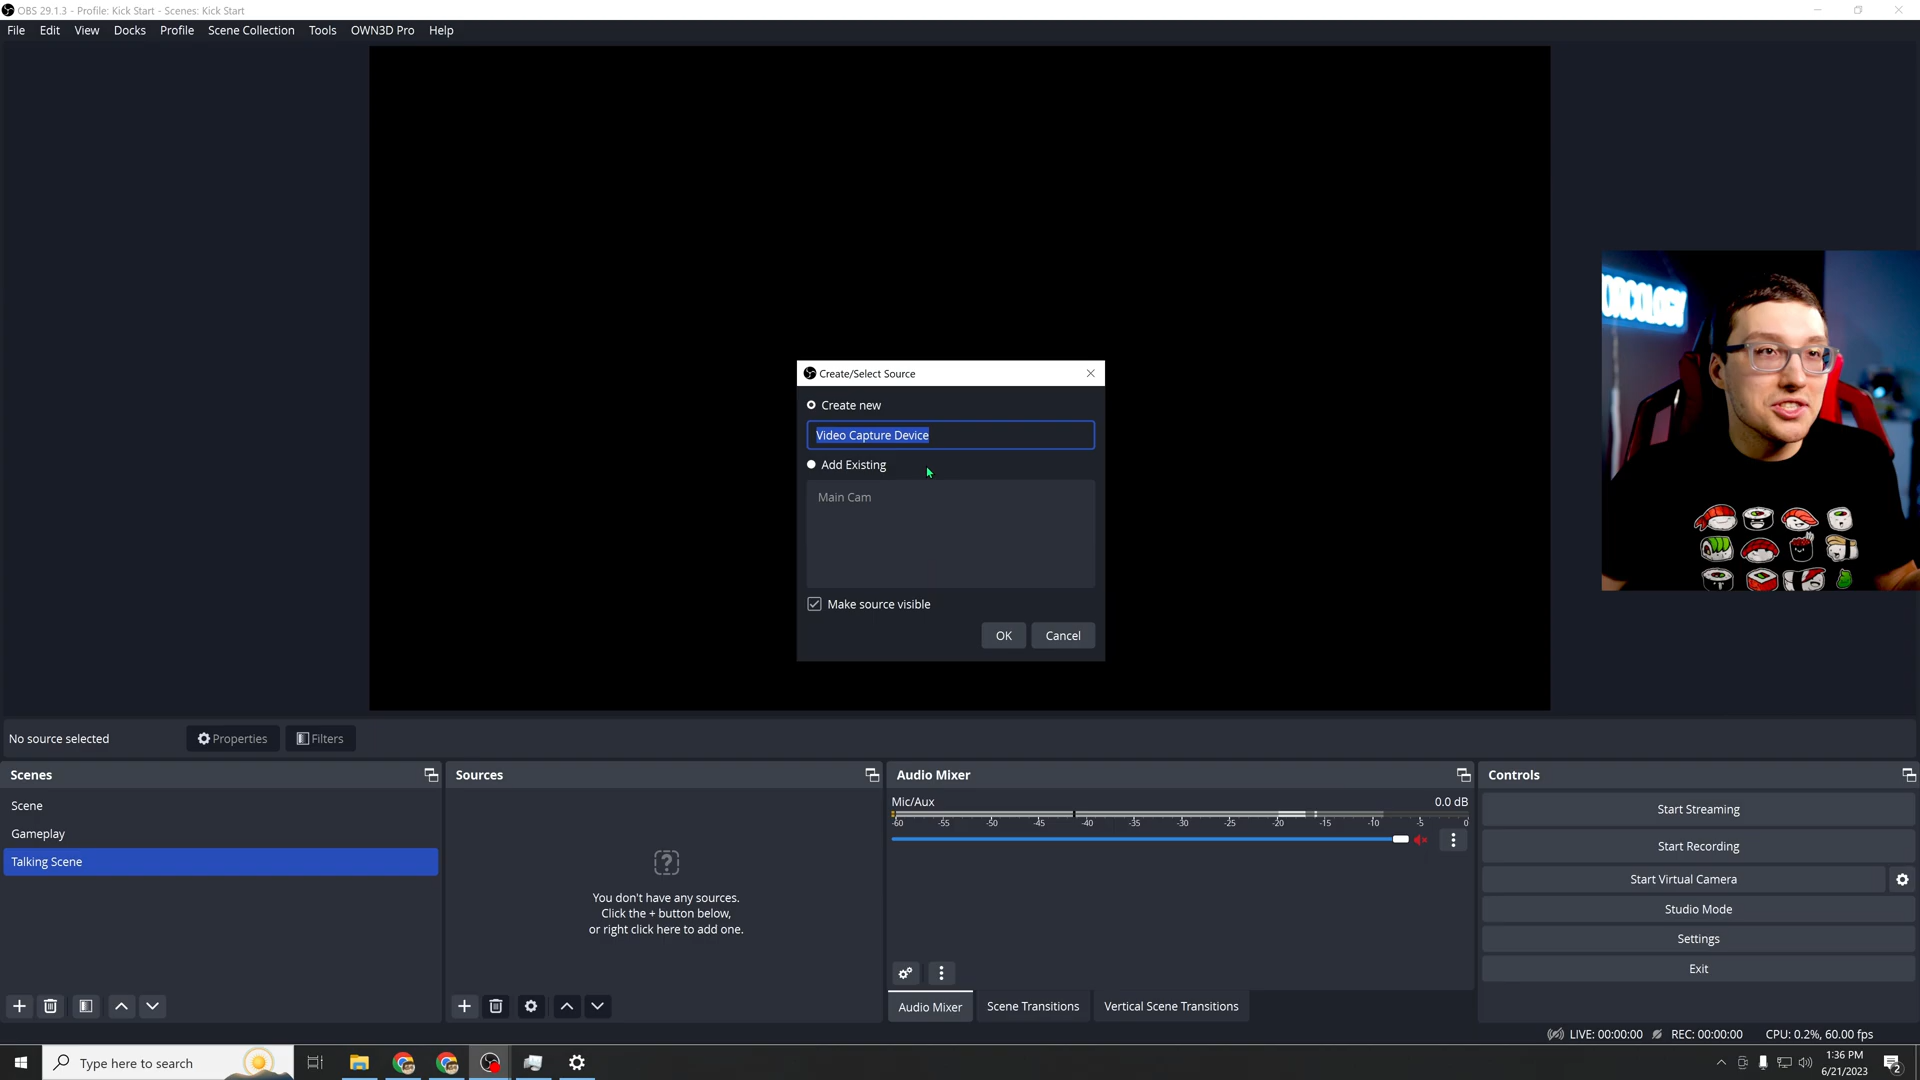 OBS 29.1.3 - Profile: Kick Start - Scenes: Kick Start
File Edit View Docks Profile Scene Collection Tools OWN3D Pro Help
Create/Select Source
Create new
Video Capture Device
Add Existing
Main Cam
Make source visible
OK Cancel
No source selected Properties Filters
Scenes
Scene
Gameplay
Talking Scene
Sources
You don't have any sources.
Click the + button below,
or right click here to add one.
Audio Mixer
Mic/Aux 0.0 dB
-60 -55 -50 -45 -40 -35 -30 -25 -20 -15 -10 -5 0
Audio Mixer Scene Transitions Vertical Scene Transitions
Controls
Start Streaming
Start Recording
Start Virtual Camera
Studio Mode
Settings
Exit
LIVE: 00:00:00 REC: 00:00:00 CPU: 0.2%, 60.00 fps
Type here to search
1:36 PM
6/21/2023
2